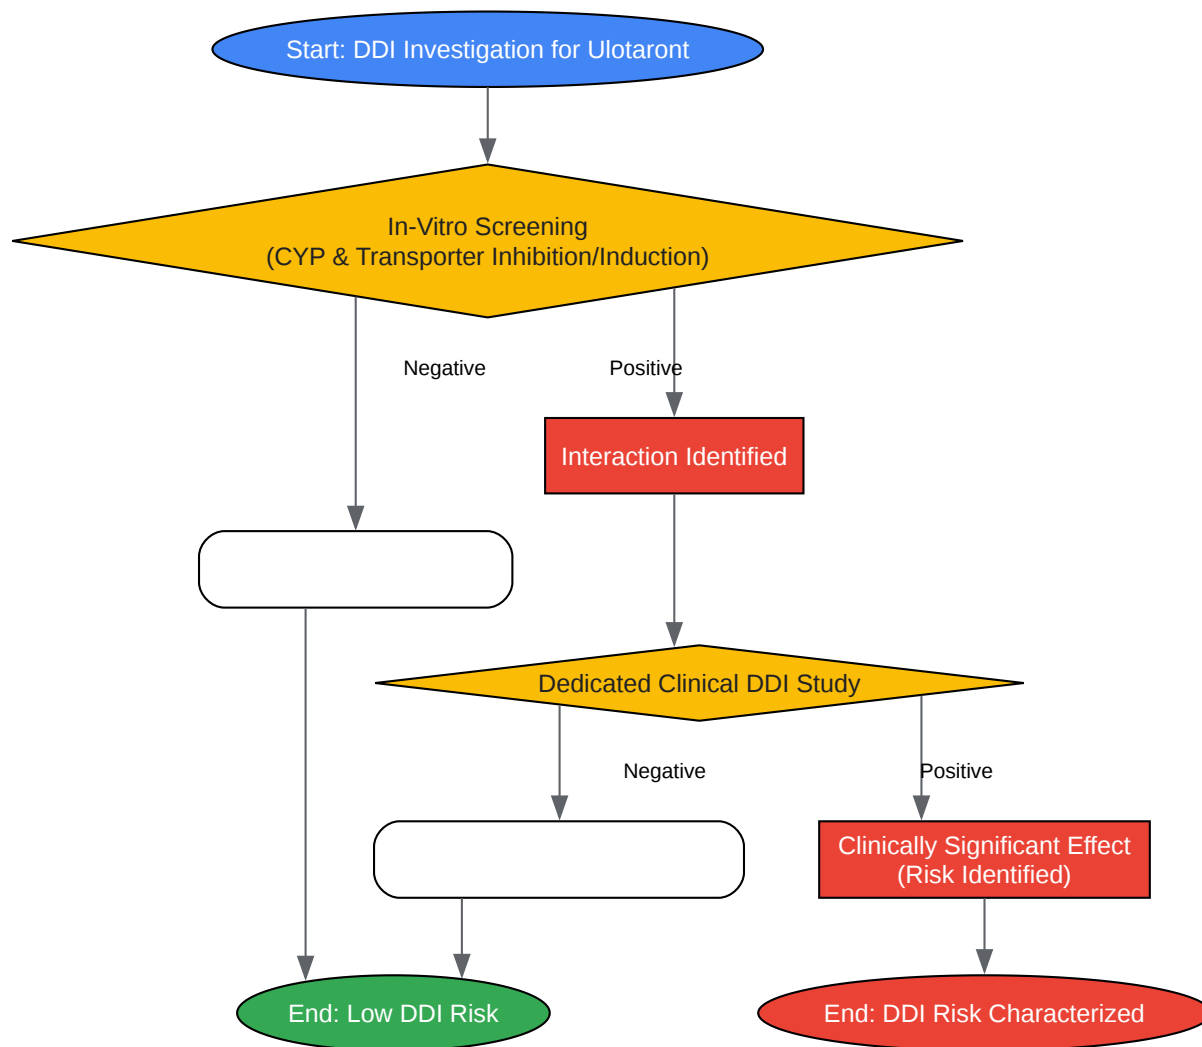 Start: DDI Investigation for Ulotaront
In-Vitro Screening
(CYP & Transporter Inhibition/Induction)
Negative
Positive
Interaction Identified
Dedicated Clinical DDI Study
Negative
Positive
Clinically Significant Effect
(Risk Identified)
End: Low DDI Risk
End: DDI Risk Characterized